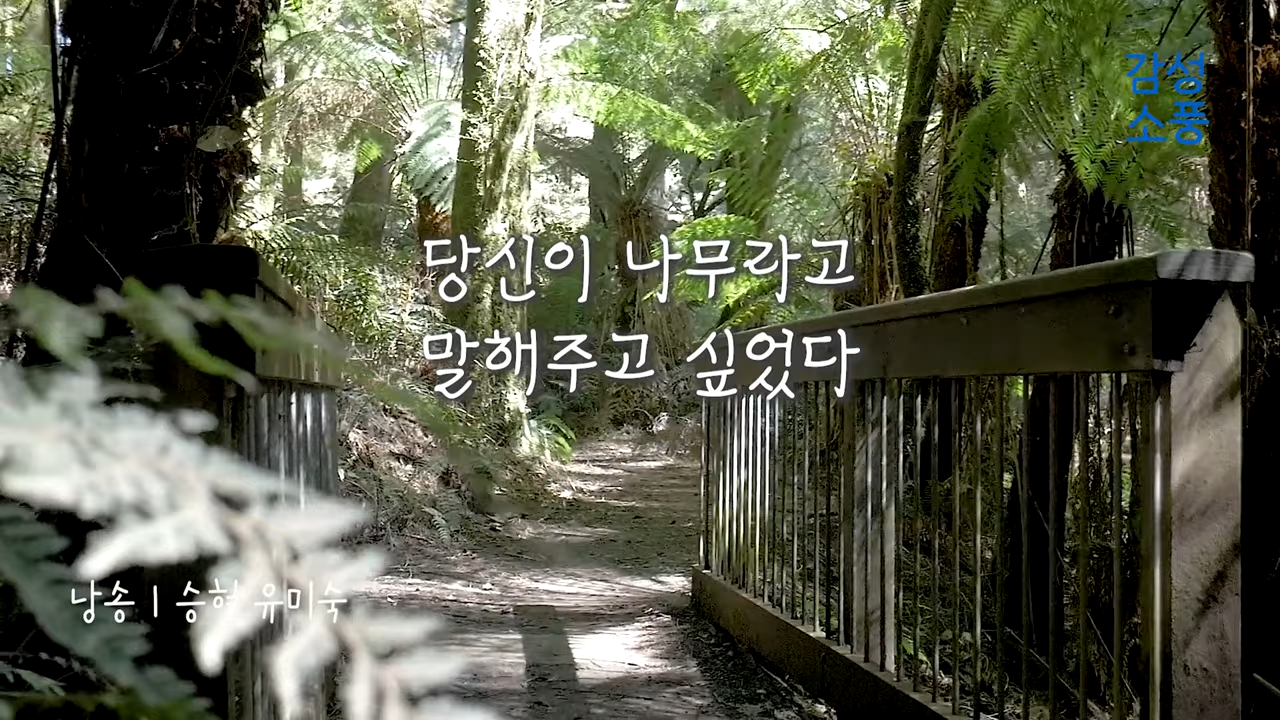 감성
소풍
당신이 나무라고
말해주고 싶었다
낭송 | 승혜 유미숙